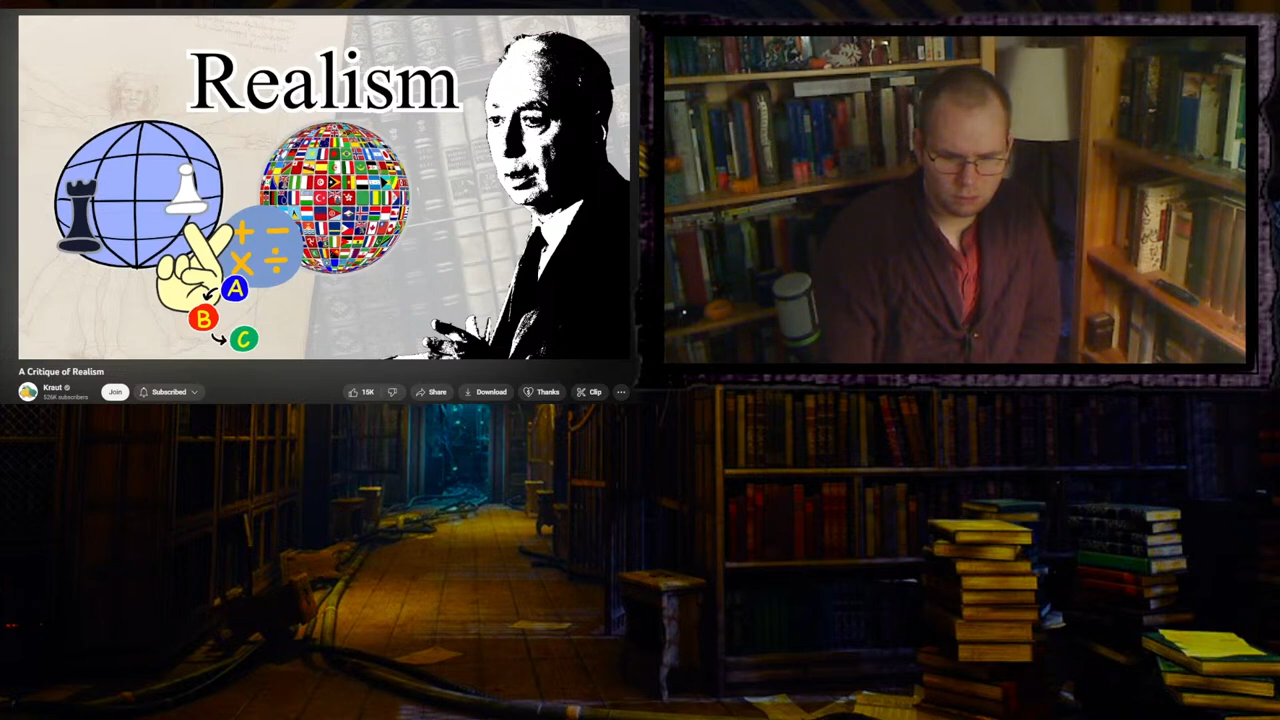 Realism
+ −
× ÷
A
B
C
A Critique of Realism
Kraut
526K subscribers
Join
Subscribed
15K
Share
Download
Thanks
Clip